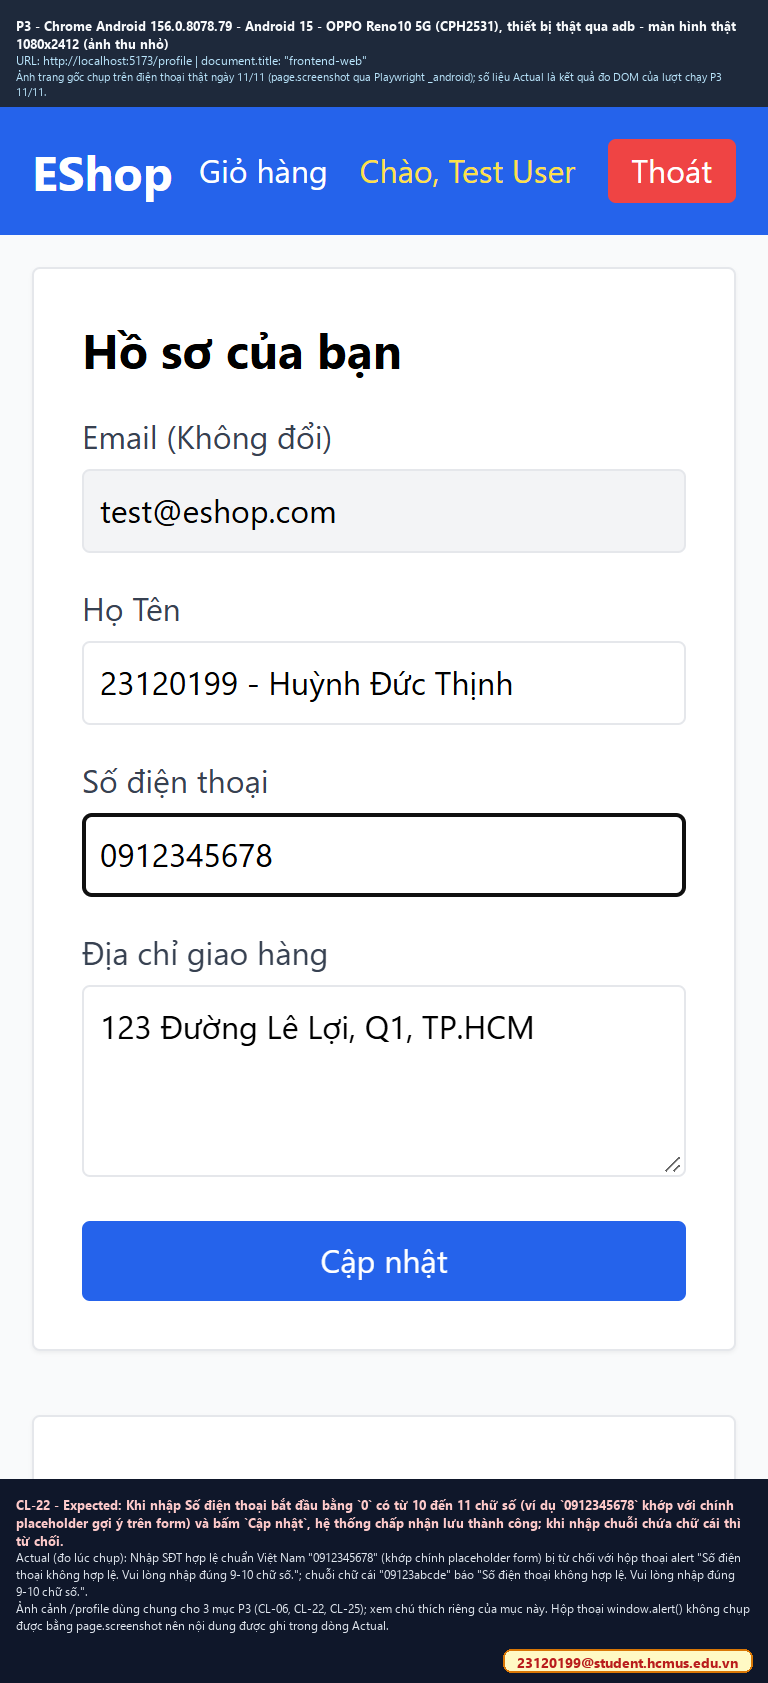 P3 - Chrome Android 156.0.8078.79 - Android 15 - OPPO Reno10 5G (CPH2531), thiết bị thật qua adb - màn hình thật
1080x2412 (ảnh thu nhỏ)
URL: http://localhost:5173/profile | document.title: "frontend-web"
Ảnh trang gốc chụp trên điện thoại thật ngày 11/11 (page.screenshot qua Playwright _android); số liệu Actual là kết quả đo DOM của lượt chạy P3
11/11.
EShop Giỏ hàng Chào, Test User Thoát
Hồ sơ của bạn
Email (Không đổi)
test@eshop.com
Họ Tên
23120199 - Huỳnh Đức Thịnh
Số điện thoại
0912345678
Địa chỉ giao hàng
123 Đường Lê Lợi, Q1, TP.HCM
Cập nhật
CL-22 - Expected: Khi nhập Số điện thoại bắt đầu bằng `0` có từ 10 đến 11 chữ số (ví dụ `0912345678` khớp với chính
placeholder gợi ý trên form) và bấm `Cập nhật`, hệ thống chấp nhận lưu thành công; khi nhập chuỗi chứa chữ cái thì
từ chối.
Actual (đo lúc chụp): Nhập SĐT hợp lệ chuẩn Việt Nam "0912345678" (khớp chính placeholder form) bị từ chối với hộp thoại alert "Số điện
thoại không hợp lệ. Vui lòng nhập đúng 9-10 chữ số."; chuỗi chữ cái "09123abcde" báo "Số điện thoại không hợp lệ. Vui lòng nhập đúng
9-10 chữ số.".
Ảnh cảnh /profile dùng chung cho 3 mục P3 (CL-06, CL-22, CL-25); xem chú thích riêng của mục này. Hộp thoại window.alert() không chụp
được bằng page.screenshot nên nội dung được ghi trong dòng Actual.
23120199@student.hcmus.edu.vn